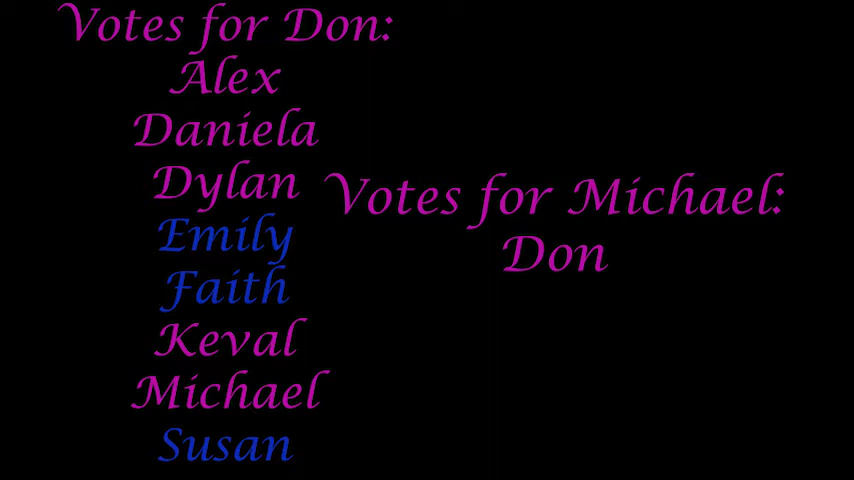 Votes for Don:
Alex
Daniela
Dylan
Emily
Faith
Keval
Michael
Susan
Votes for Michael:
Don